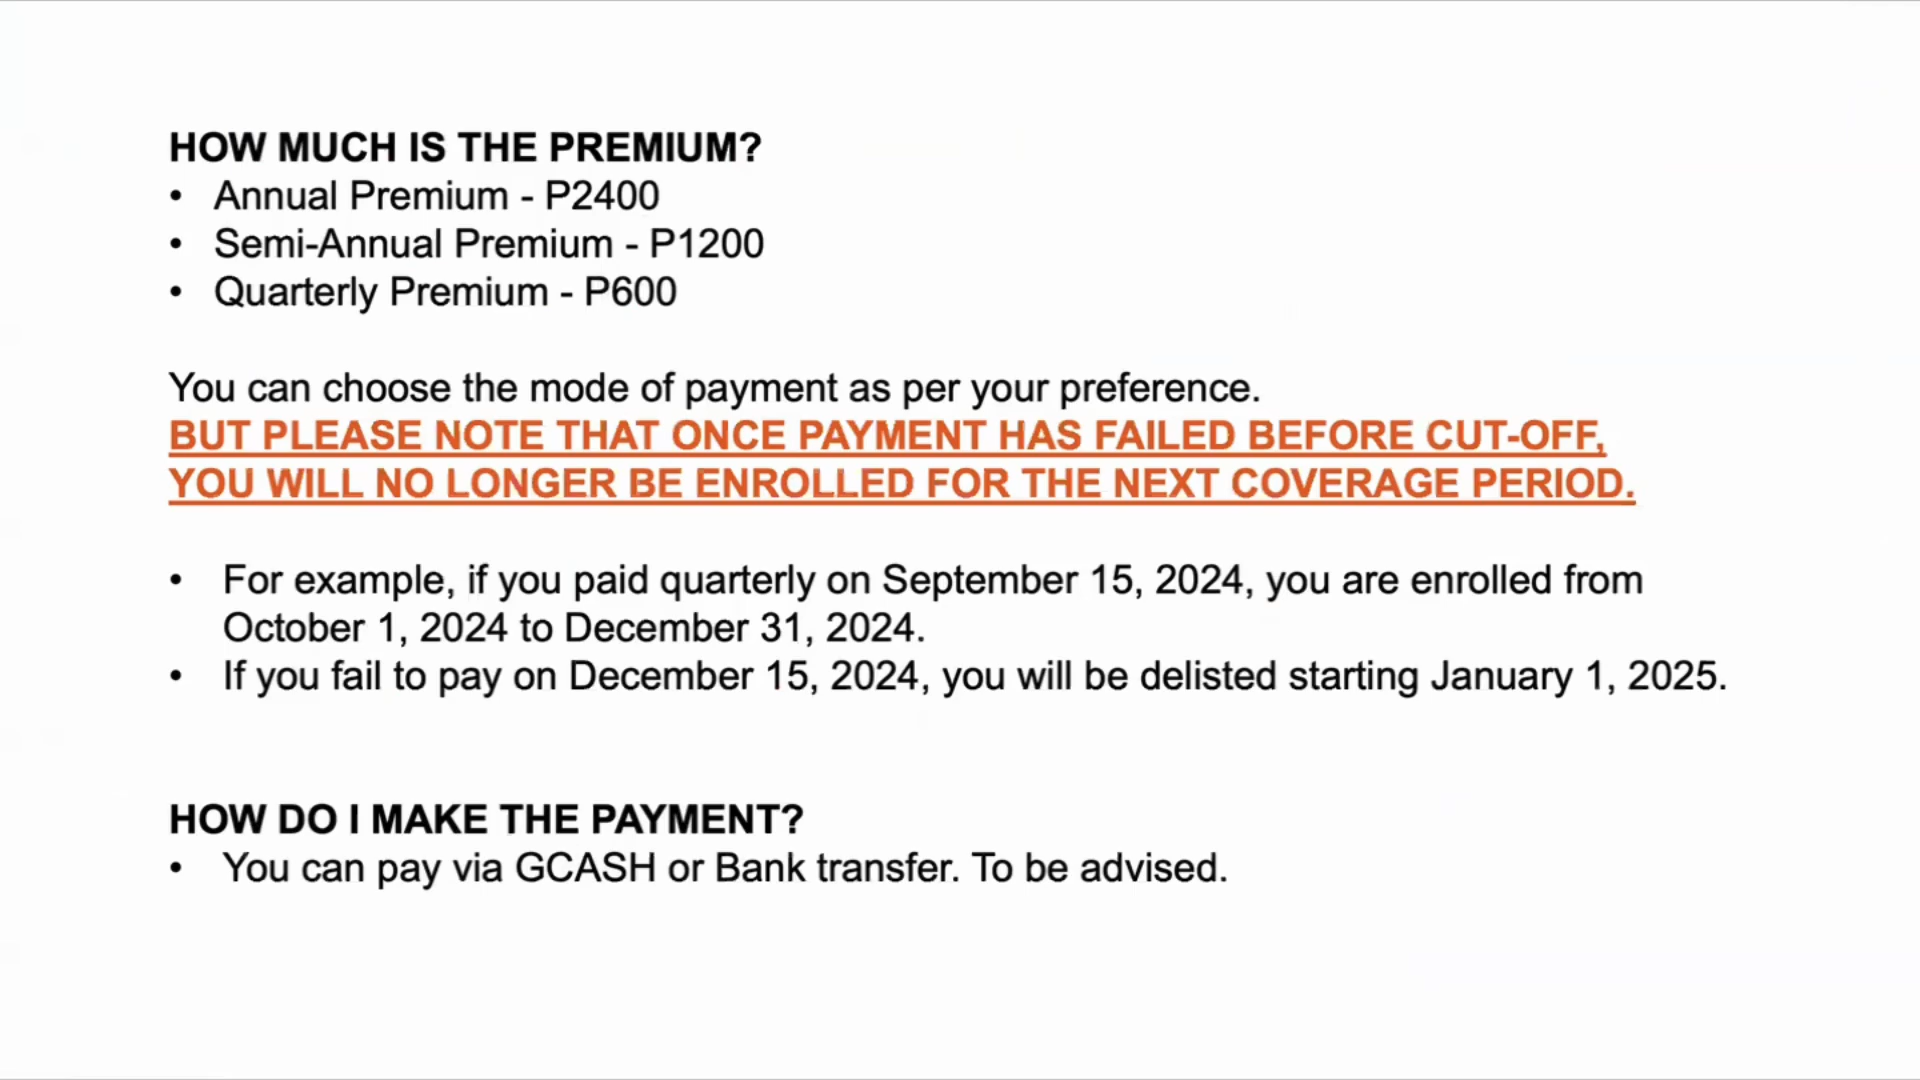 HOW MUCH IS THE PREMIUM?
• Annual Premium - P2400
• Semi-Annual Premium - P1200
• Quarterly Premium - P600
You can choose the mode of payment as per your preference.
BUT PLEASE NOTE THAT ONCE PAYMENT HAS FAILED BEFORE CUT-OFF,
YOU WILL NO LONGER BE ENROLLED FOR THE NEXT COVERAGE PERIOD.
• For example, if you paid quarterly on September 15, 2024, you are enrolled from
October 1, 2024 to December 31, 2024.
• If you fail to pay on December 15, 2024, you will be delisted starting January 1, 2025.
HOW DO I MAKE THE PAYMENT?
• You can pay via GCASH or Bank transfer. To be advised.